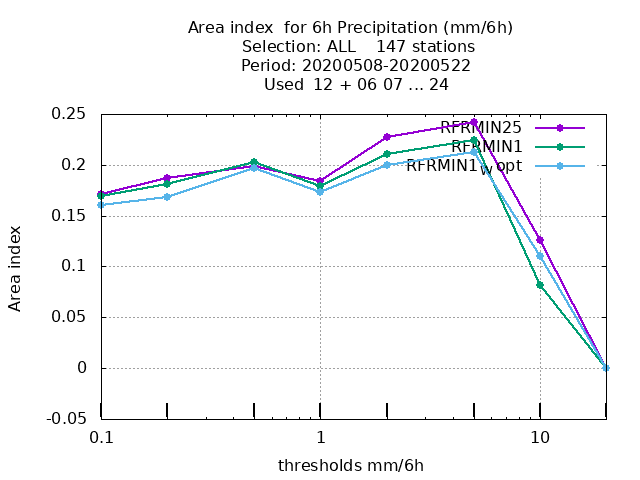 Area index  for 6h Precipitation (mm/6h)
Selection: ALL    147 stations
Period: 20200508-20200522
Used  12 + 06 07 ... 24
0.25
0.2
0.15
0.1
0.05
0
-0.05
Area index
RFRMIN25
RFRMIN1
RFRMIN1w opt
0.1
1
10
thresholds mm/6h